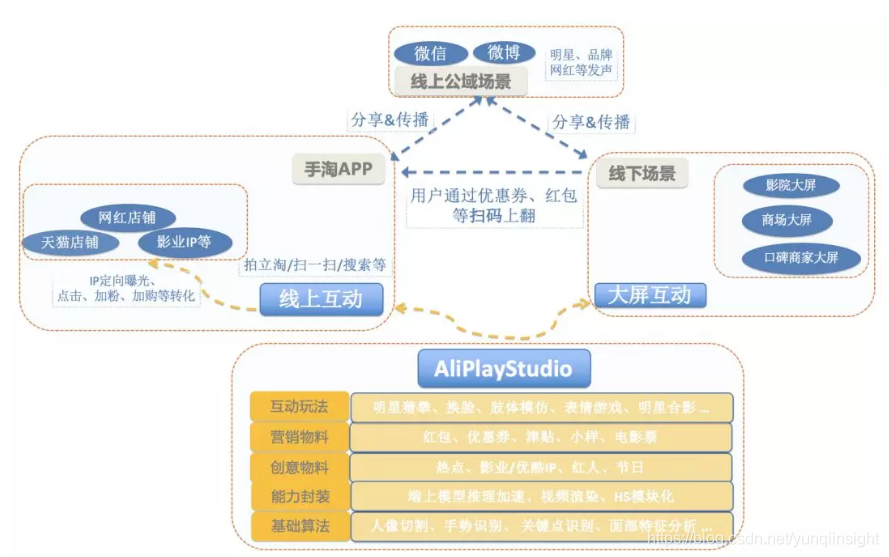 微信
微博
明星、品牌
网红等发声
线上公域场景
分享&传播
分享&传播
手淘APP
线下场景
用户通过优惠券、红包
等扫码上翻
网红店铺
天猫店铺
影业IP等
影院大屏
商场大屏
口碑商家大屏
IP定向曝光、
点击、加粉、加购等转化
拍立淘/扫一扫/搜索等
线上互动
大屏互动
AliPlayStudio
互动玩法
明星猜拳、换脸、肢体模仿、表情游戏、明星合影 ...
营销物料
红包、优惠券、津贴、小样、电影票
创意物料
热点、影业/优酷IP、红人、节日
能力封装
端上模型推理加速、视频渲染、H5模块化
基础算法
人像切割、手势识别、关键点识别、面部特征分析 ...
https://blog.csdn.net/yunqiinsight